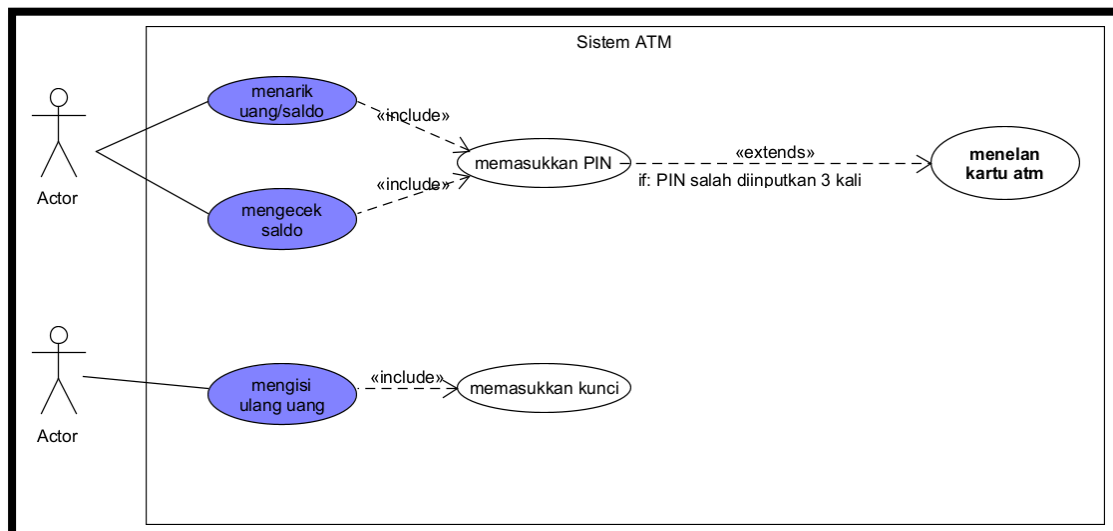 Sistem ATM
menarik
uang/saldo
«include»
memasukkan PIN
«extends»
if: PIN salah diinputkan 3 kali
menelan
kartu atm
Actor
«include»
mengecek
saldo
mengisi
ulang uang
«include»
memasukkan kunci
Actor